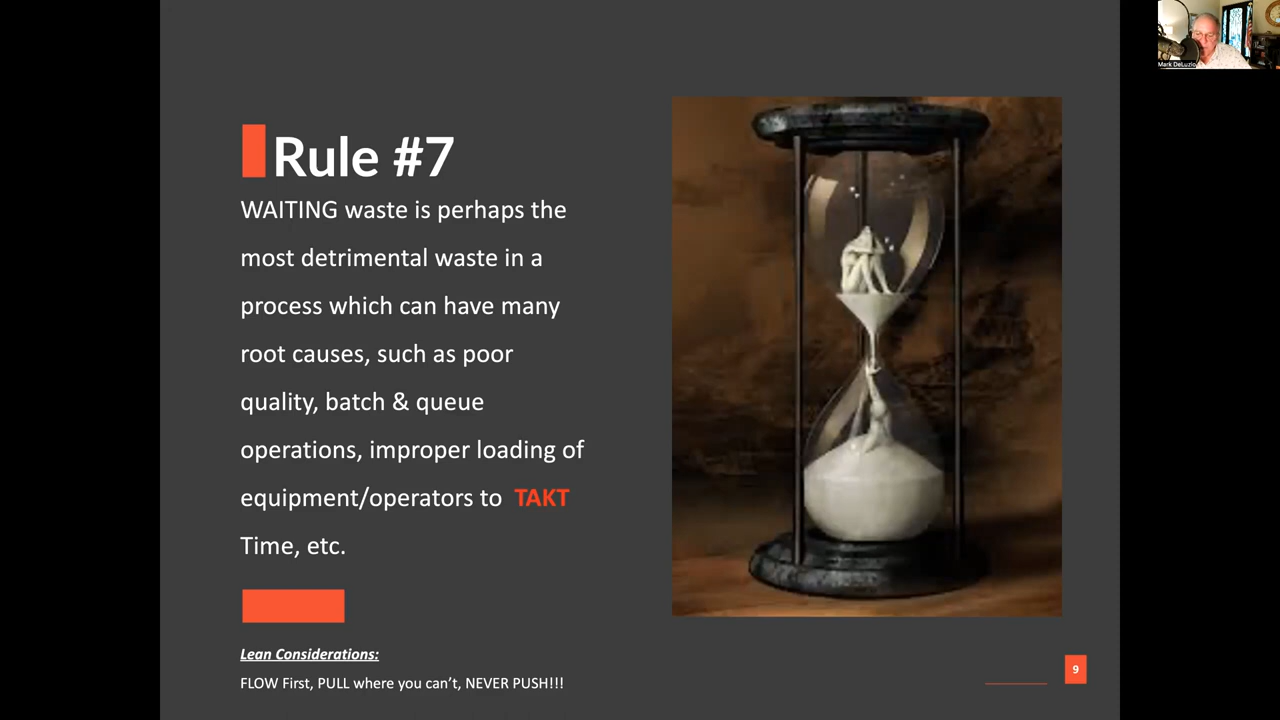 Rule #7
WAITING waste is perhaps the
most detrimental waste in a
process which can have many
root causes, such as poor
quality, batch & queue
operations, improper loading of
equipment/operators to TAKT
Time, etc.
Lean Considerations:
FLOW First, PULL where you can't, NEVER PUSH!!!
9
Mark DeLuzio